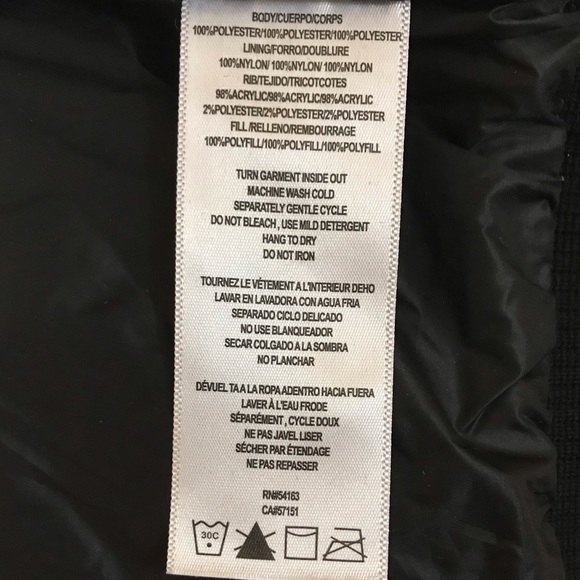 BODY/CUERPO/CORPS
100%POLYESTER/100%POLYESTER/100%POLYESTER
LINING/FORRO/DOUBLURE
100%NYLON/ 100%NYLON/ 100%NYLON
RIB/TEJIDO/TRICOTCOTES
98%ACRYLIC/98%ACRYLIC/98%ACRYLIC
2%POLYESTER/2%POLYESTER/2%POLYESTER
FILL /RELLENO/REMBOURRAGE
100%POLYFILL/100%POLYFILL/100%POLYFILL
TURN GARMENT INSIDE OUT
MACHINE WASH COLD
SEPARATELY GENTLE CYCLE
DO NOT BLEACH , USE MILD DETERGENT
HANG TO DRY
DO NOT IRON
TOURNEZ LE VÉTEMENT A L'INTERIEUR DEHO
LAVAR EN LAVADORA CON AGUA FRIA
SEPARADO CICLO DELICADO
NO USE BLANQUEADOR
SECAR COLGADO A LA SOMBRA
NO PLANCHAR
DÉVUEL TA A LA ROPA ADENTRO HACIA FUERA
LAVER À L'EAU FRODE
SÉPARÉMENT , CYCLE DOUX
NE PAS JAVEL LISER
SÉCHER PAR ÉTENDAGE
NE PAS REPASSER
RN#54163
CA#57151
30C